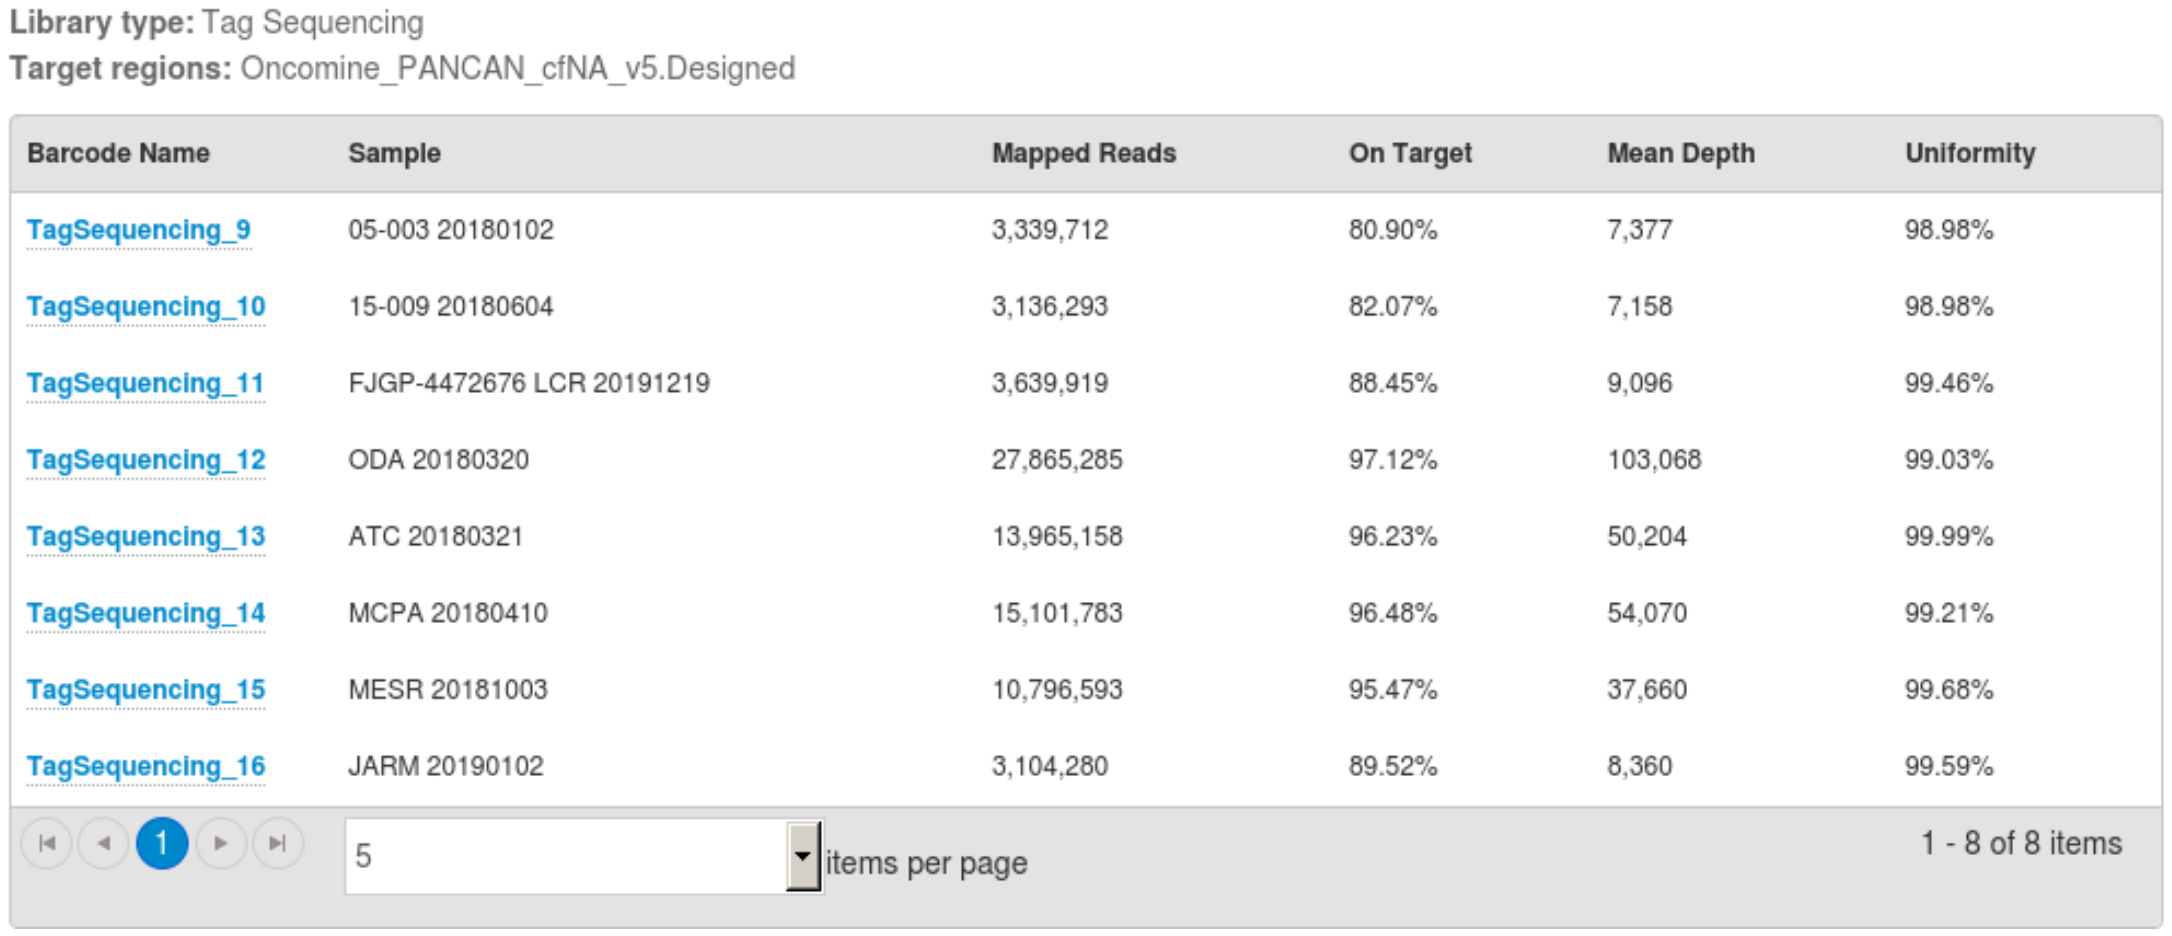 Library type: Tag Sequencing
Target regions: Oncomine_PANCAN_cfNA_v5.Designed
Barcode Name Sample Mapped Reads On Target Mean Depth Uniformity
TagSequencing_9 05-003 20180102 3,339,712 80.90% 7,377 98.98%
TagSequencing_10 15-009 20180604 3,136,293 82.07% 7,158 98.98%
TagSequencing_11 FJGP-4472676 LCR 20191219 3,639,919 88.45% 9,096 99.46%
TagSequencing_12 ODA 20180320 27,865,285 97.12% 103,068 99.03%
TagSequencing_13 ATC 20180321 13,965,158 96.23% 50,204 99.99%
TagSequencing_14 MCPA 20180410 15,101,783 96.48% 54,070 99.21%
TagSequencing_15 MESR 20181003 10,796,593 95.47% 37,660 99.68%
TagSequencing_16 JARM 20190102 3,104,280 89.52% 8,360 99.59%
1 5 items per page 1 - 8 of 8 items